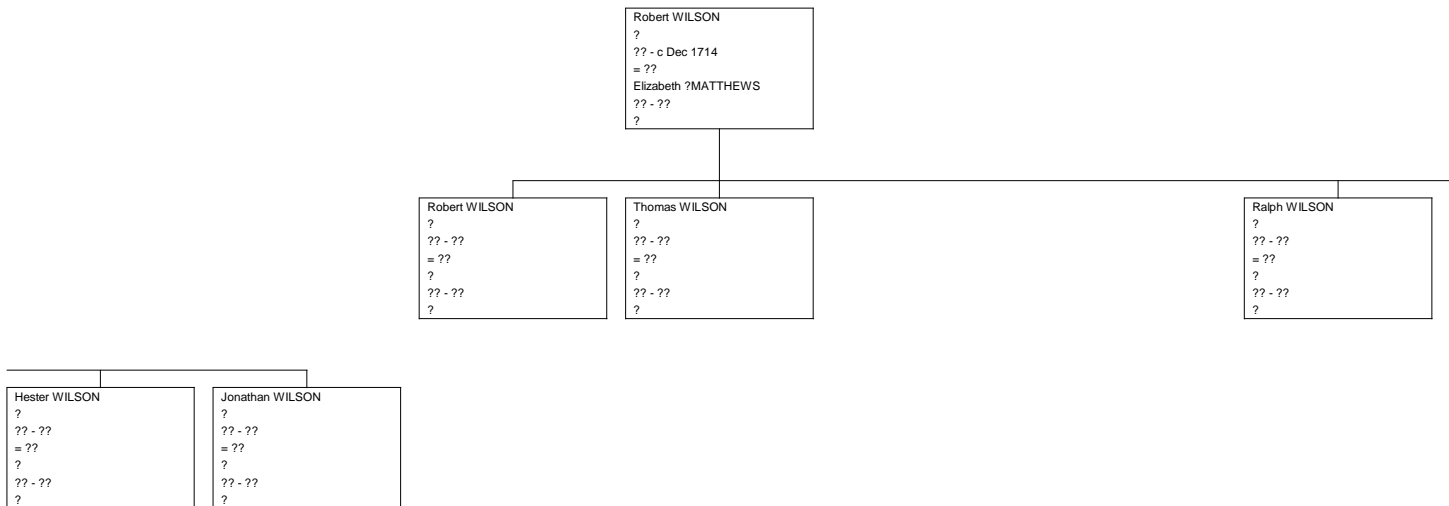 Robert WILSON
?
?? - c Dec 1714
= ??
Elizabeth ?MATTHEWS
?? - ??
?
Robert WILSON
?
?? - ??
= ??
?
?? - ??
?
Thomas WILSON
?
?? - ??
= ??
?
?? - ??
?
Ralph WILSON
?
?? - ??
= ??
?
?? - ??
?
Hester WILSON
?
?? - ??
= ??
?
?? - ??
?
Jonathan WILSON
?
?? - ??
= ??
?
?? - ??
?